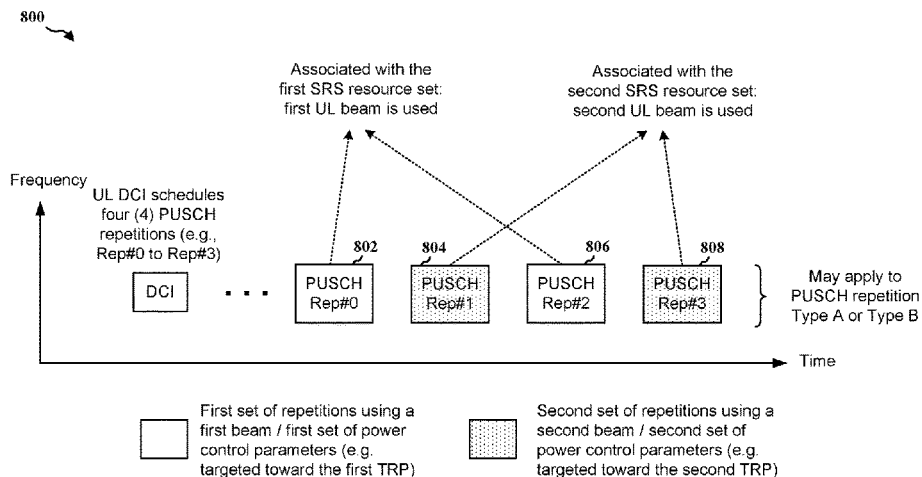 800
Associated with the
first SRS resource set:
first UL beam is used
Associated with the
second SRS resource set:
second UL beam is used
Frequency
UL DCI schedules
four (4) PUSCH
repetitions (e.g.,
Rep#0 to Rep#3)
802
804
806
808
DCI
PUSCH
Rep#0
PUSCH
Rep#1
PUSCH
Rep#2
PUSCH
Rep#3
May apply to
PUSCH repetition
Type A or Type B
Time
First set of repetitions using a
first beam / first set of power
control parameters (e.g.
targeted toward the first TRP)
Second set of repetitions using a
second beam / second set of
power control parameters (e.g.
targeted toward the second TRP)